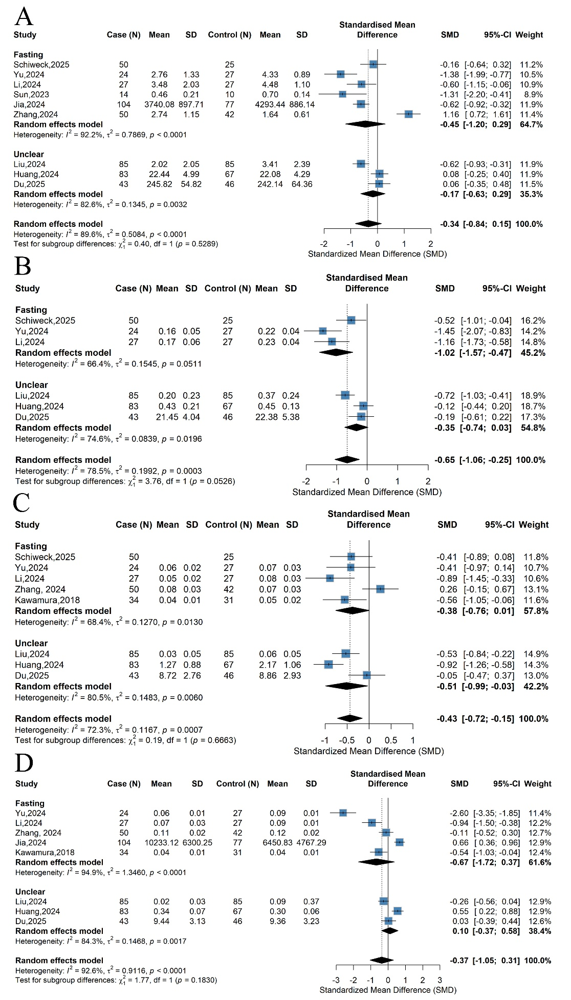 A
Standardised Mean
Study Case (N) Mean SD Control (N) Mean SD Difference SMD 95%-CI Weight
Fasting
Schiweck,2025 50 25 -0.16 [-0.64; 0.32] 11.2%
Yu,2024 24 2.76 1.33 27 4.33 0.89 -1.38 [-1.99; -0.77] 10.5%
Li,2024 27 3.48 2.03 27 4.48 1.10 -0.60 [-1.15; -0.06] 10.9%
Sun,2023 14 0.46 0.21 10 0.70 0.14 -1.31 [-2.20; -0.41] 8.9%
Jia,2024 104 3740.08 897.71 77 4293.44 886.14 -0.62 [-0.92; -0.32] 11.9%
Zhang,2024 50 2.74 1.15 42 1.64 0.61 1.16 [ 0.72; 1.61] 11.4%
Random effects model -0.45 [-1.20; 0.29] 64.7%
Heterogeneity: I² = 92.2%, τ² = 0.7869, p < 0.0001
Unclear
Liu,2024 85 2.02 2.05 85 3.41 2.39 -0.62 [-0.93; -0.31] 11.9%
Huang,2024 83 22.44 4.99 67 22.08 4.29 0.08 [-0.25; 0.40] 11.9%
Du,2025 43 245.82 54.82 46 242.14 64.36 0.06 [-0.35; 0.48] 11.5%
Random effects model -0.17 [-0.63; 0.29] 35.3%
Heterogeneity: I² = 82.6%, τ² = 0.1345, p = 0.0032
Random effects model -0.34 [-0.84; 0.15] 100.0%
Heterogeneity: I² = 89.6%, τ² = 0.5084, p < 0.0001
Test for subgroup differences: χ²₁ = 0.40, df = 1 (p = 0.5289)
-2 -1 0 1 2
Standardized Mean Difference (SMD)
B
Standardised Mean
Study Case (N) Mean SD Control (N) Mean SD Difference SMD 95%-CI Weight
Fasting
Schiweck,2025 50 25 -0.52 [-1.01; -0.04] 16.2%
Yu,2024 24 0.16 0.05 27 0.22 0.04 -1.45 [-2.07; -0.83] 14.2%
Li,2024 27 0.17 0.06 27 0.23 0.04 -1.16 [-1.73; -0.58] 14.8%
Random effects model -1.02 [-1.57; -0.47] 45.2%
Heterogeneity: I² = 66.4%, τ² = 0.1545, p = 0.0511
Unclear
Liu,2024 85 0.20 0.23 85 0.37 0.24 -0.72 [-1.03; -0.41] 18.9%
Huang,2024 83 0.43 0.21 67 0.45 0.13 -0.12 [-0.44; 0.20] 18.7%
Du,2025 43 21.45 4.04 46 22.38 5.38 -0.19 [-0.61; 0.22] 17.3%
Random effects model -0.35 [-0.74; 0.03] 54.8%
Heterogeneity: I² = 74.6%, τ² = 0.0839, p = 0.0196
Random effects model -0.65 [-1.06; -0.25] 100.0%
Heterogeneity: I² = 78.5%, τ² = 0.1992, p = 0.0003
Test for subgroup differences: χ²₁ = 3.76, df = 1 (p = 0.0526)
-2 -1 0 1 2
Standardized Mean Difference (SMD)
C
Standardised Mean
Study Case (N) Mean SD Control (N) Mean SD Difference SMD 95%-CI Weight
Fasting
Schiweck,2025 50 25 -0.41 [-0.89; 0.08] 11.8%
Yu,2024 24 0.06 0.02 27 0.07 0.03 -0.41 [-0.97; 0.14] 10.7%
Li,2024 27 0.05 0.02 27 0.08 0.03 -0.89 [-1.45; -0.33] 10.6%
Zhang, 2024 50 0.08 0.03 42 0.07 0.03 0.26 [-0.15; 0.67] 13.1%
Kawamura,2018 34 0.04 0.01 31 0.05 0.02 -0.56 [-1.05; -0.06] 11.6%
Random effects model -0.38 [-0.76; 0.01] 57.8%
Heterogeneity: I² = 68.4%, τ² = 0.1270, p = 0.0130
Unclear
Liu,2024 85 0.03 0.05 85 0.06 0.05 -0.53 [-0.84; -0.22] 14.9%
Huang,2024 83 1.27 0.88 67 2.17 1.06 -0.92 [-1.26; -0.58] 14.3%
Du,2025 43 8.72 2.76 46 8.86 2.93 -0.05 [-0.47; 0.37] 13.0%
Random effects model -0.51 [-0.99; -0.03] 42.2%
Heterogeneity: I² = 80.5%, τ² = 0.1483, p = 0.0060
Random effects model -0.43 [-0.72; -0.15] 100.0%
Heterogeneity: I² = 72.3%, τ² = 0.1167, p = 0.0007
Test for subgroup differences: χ²₁ = 0.19, df = 1 (p = 0.6663)
-1 -0.5 0 0.5 1
Standardized Mean Difference (SMD)
D
Standardised Mean
Study Case (N) Mean SD Control (N) Mean SD Difference SMD 95%-CI Weight
Fasting
Yu,2024 24 0.06 0.01 27 0.09 0.01 -2.60 [-3.35; -1.85] 11.4%
Li,2024 27 0.07 0.03 27 0.09 0.01 -0.94 [-1.50; -0.38] 12.2%
Zhang, 2024 50 0.11 0.02 42 0.12 0.02 -0.11 [-0.52; 0.30] 12.7%
Jia,2024 104 10233.12 6300.25 77 6450.83 4767.29 0.66 [ 0.36; 0.96] 12.9%
Kawamura,2018 34 0.04 0.01 31 0.04 0.01 -0.54 [-1.03; -0.04] 12.4%
Random effects model -0.67 [-1.72; 0.37] 61.6%
Heterogeneity: I² = 94.9%, τ² = 1.3460, p < 0.0001
Unclear
Liu,2024 85 0.02 0.03 85 0.09 0.37 -0.26 [-0.56; 0.04] 12.9%
Huang,2024 83 0.34 0.07 67 0.30 0.06 0.55 [ 0.22; 0.88] 12.9%
Du,2025 43 9.44 3.13 46 9.36 3.23 0.03 [-0.39; 0.44] 12.6%
Random effects model 0.10 [-0.37; 0.58] 38.4%
Heterogeneity: I² = 84.3%, τ² = 0.1468, p = 0.0017
Random effects model -0.37 [-1.05; 0.31] 100.0%
Heterogeneity: I² = 92.6%, τ² = 0.9116, p < 0.0001
Test for subgroup differences: χ²₁ = 1.77, df = 1 (p = 0.1830)
-3 -2 -1 0 1 2 3
Standardized Mean Difference (SMD)